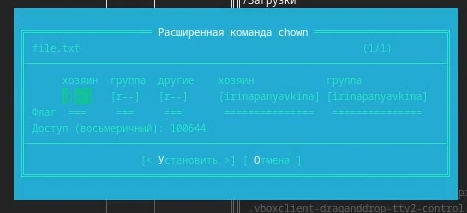 /Загрузки
Расширенная команда chown
file.txt (1/1)
хозяин группа другие хозяин группа
[r--] [r--] [irinapanyavkina] [irinapanyavkina]
Флаг === === === ============== ==============
Доступ (восьмеричный): 100644
[< Установить >] [ Отмена ]
.vboxclient-draganddrop-tty2-control